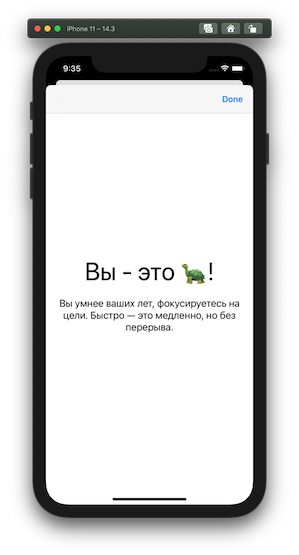 iPhone 11 – 14.3
9:35
Done
Вы - это 🐢!
Вы умнее ваших лет, фокусируетесь на
цели. Быстро — это медленно, но без
перерыва.